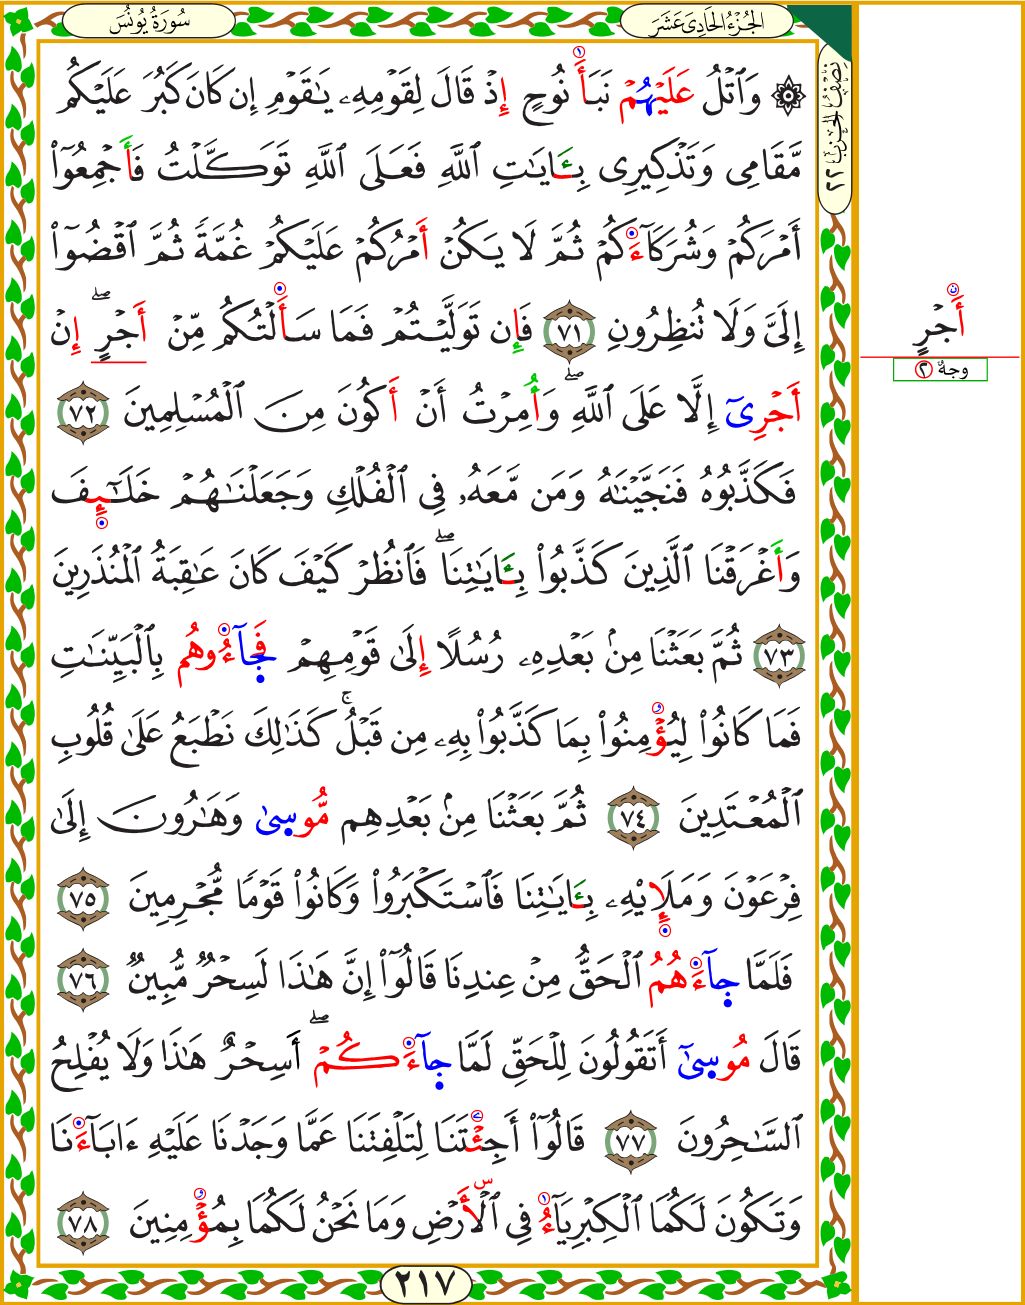 سُورَةُ يُونُسَ
الجُزْءُ الحَادِىَ عَشَرَ
نِصْفُ الحِزْبِ ٢٢
۞ وَٱتْلُ عَلَيْهُمْ نَبَأَ نُوحٍ إِذْ قَالَ لِقَوْمِهِۦ يَٰقَوْمِ إِن كَانَ كَبُرَ عَلَيْكُم
مَّقَامِى وَتَذْكِيرِى بِـَٔايَٰتِ ٱللَّهِ فَعَلَى ٱللَّهِ تَوَكَّلْتُ فَأَجْمِعُوٓا۟
أَمْرَكُمْ وَشُرَكَآءَكُمْ ثُمَّ لَا يَكُنْ أَمْرُكُمْ عَلَيْكُمْ غُمَّةً ثُمَّ ٱقْضُوٓا۟
إِلَىَّ وَلَا تُنظِرُونِ ٧١ فَإِن تَوَلَّيْتُمْ فَمَا سَأَلْتُكُم مِّنْ أَجْرٍ ۖ إِنْ
أَجْرِىٓ إِلَّا عَلَى ٱللَّهِ ۖ وَأُمِرْتُ أَنْ أَكُونَ مِنَ ٱلْمُسْلِمِينَ ٧٢
فَكَذَّبُوهُ فَنَجَّيْنَٰهُ وَمَن مَّعَهُۥ فِى ٱلْفُلْكِ وَجَعَلْنَٰهُمْ خَلَٰٓئِفَ
وَأَغْرَقْنَا ٱلَّذِينَ كَذَّبُوا۟ بِـَٔايَٰتِنَا ۖ فَٱنظُرْ كَيْفَ كَانَ عَٰقِبَةُ ٱلْمُنذَرِينَ
٧٣ ثُمَّ بَعَثْنَا مِنۢ بَعْدِهِۦ رُسُلًا إِلَىٰ قَوْمِهِمْ فَجَآءُوهُم بِٱلْبَيِّنَٰتِ
فَمَا كَانُوا۟ لِيُؤْمِنُوا۟ بِمَا كَذَّبُوا۟ بِهِۦ مِن قَبْلُ ۚ كَذَٰلِكَ نَطْبَعُ عَلَىٰ قُلُوبِ
ٱلْمُعْتَدِينَ ٧٤ ثُمَّ بَعَثْنَا مِنۢ بَعْدِهِم مُّوسَىٰ وَهَٰرُونَ إِلَىٰ
فِرْعَوْنَ وَمَلَإِيْهِۦ بِـَٔايَٰتِنَا فَٱسْتَكْبَرُوا۟ وَكَانُوا۟ قَوْمًا مُّجْرِمِينَ ٧٥
فَلَمَّا جَآءَهُمُ ٱلْحَقُّ مِنْ عِندِنَا قَالُوٓا۟ إِنَّ هَٰذَا لَسِحْرٌ مُّبِينٌ ٧٦
قَالَ مُوسَىٰٓ أَتَقُولُونَ لِلْحَقِّ لَمَّا جَآءَكُمْ ۖ أَسِحْرٌ هَٰذَا وَلَا يُفْلِحُ
ٱلسَّٰحِرُونَ ٧٧ قَالُوٓا۟ أَجِئْتَنَا لِتَلْفِتَنَا عَمَّا وَجَدْنَا عَلَيْهِ ءَابَآءَنَا
وَتَكُونَ لَكُمَا ٱلْكِبْرِيَآءُ فِى ٱلْأَرْضِ وَمَا نَحْنُ لَكُمَا بِمُؤْمِنِينَ ٧٨
٢١٧
أَجْرٍ
وجهٌ ٢